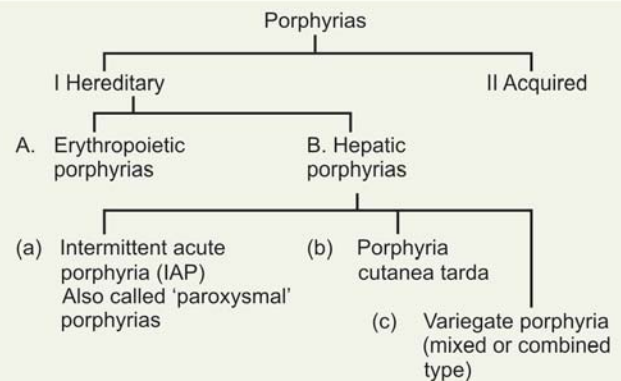 Porphyrias
I Hereditary
II Acquired
A. Erythropoietic
porphyrias
B. Hepatic
porphyrias
(a) Intermittent acute
porphyria (IAP)
Also called 'paroxysmal'
porphyrias
(b) Porphyria
cutanea tarda
(c) Variegate porphyria
(mixed or combined
type)